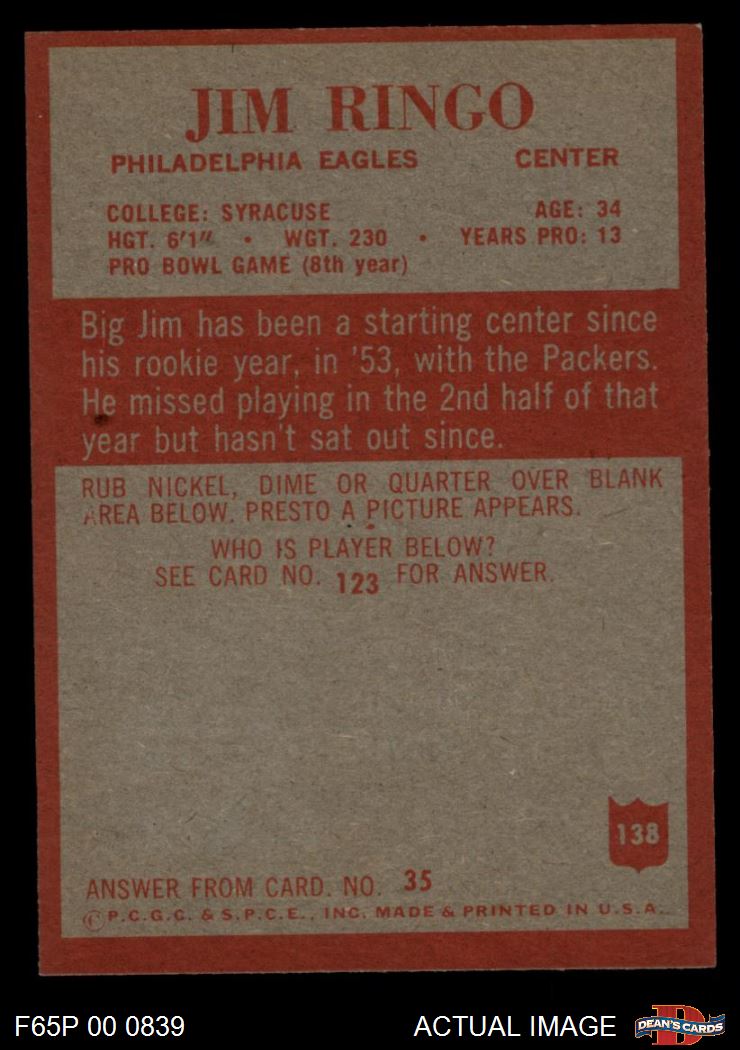 JIM RINGO
PHILADELPHIA EAGLES CENTER
COLLEGE: SYRACUSE AGE: 34
HGT. 6'1" • WGT. 230 • YEARS PRO: 13
PRO BOWL GAME (8th year)
Big Jim has been a starting center since
his rookie year, in '53, with the Packers.
He missed playing in the 2nd half of that
year but hasn't sat out since.
RUB NICKEL, DIME OR QUARTER OVER BLANK
AREA BELOW. PRESTO A PICTURE APPEARS.
WHO IS PLAYER BELOW?
SEE CARD NO. 123 FOR ANSWER.
138
ANSWER FROM CARD. NO. 35
© P.C.G.C. & S.P.C.E., INC. MADE & PRINTED IN U.S.A.
F65P 00 0839 ACTUAL IMAGE DEAN'S CARDS